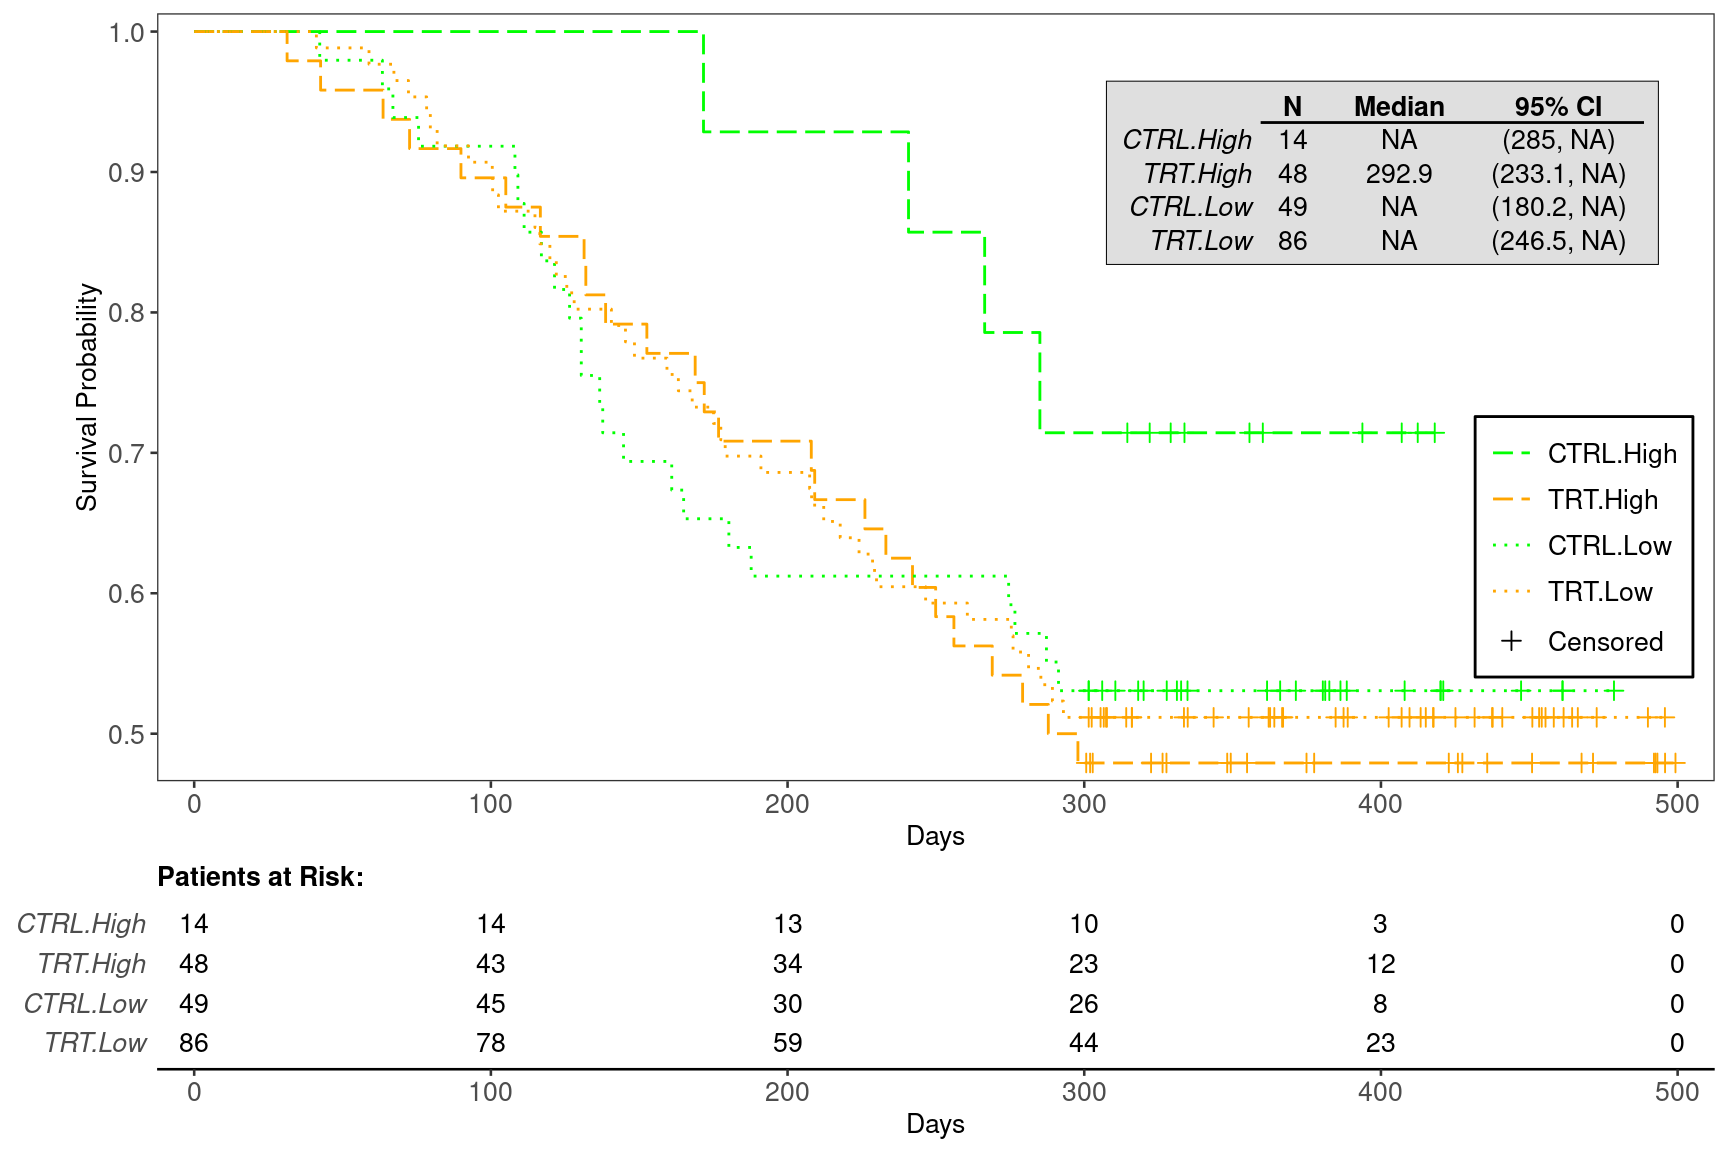 1.0
0.9
0.8
0.7
0.6
0.5
Survival Probability
N Median 95% CI
CTRL.High 14 NA (285, NA)
TRT.High 48 292.9 (233.1, NA)
CTRL.Low 49 NA (180.2, NA)
TRT.Low 86 NA (246.5, NA)
CTRL.High
TRT.High
CTRL.Low
TRT.Low
Censored
0 100 200 300 400 500
Days
Patients at Risk:
CTRL.High 14 14 13 10 3 0
TRT.High 48 43 34 23 12 0
CTRL.Low 49 45 30 26 8 0
TRT.Low 86 78 59 44 23 0
0 100 200 300 400 500
Days